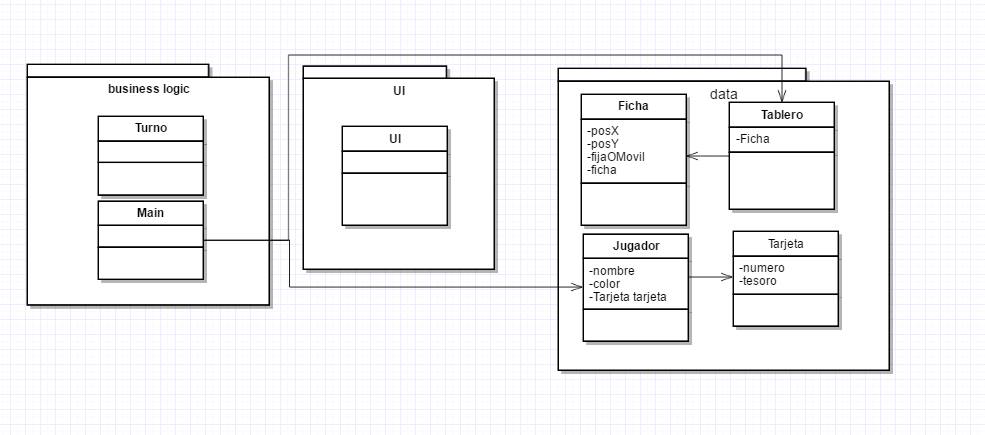 business logic
Turno
Main
UI
UI
data
Ficha
-posX
-posY
-fijaOMovil
-ficha
Tablero
-Ficha
Jugador
-nombre
-color
-Tarjeta tarjeta
Tarjeta
-numero
-tesoro